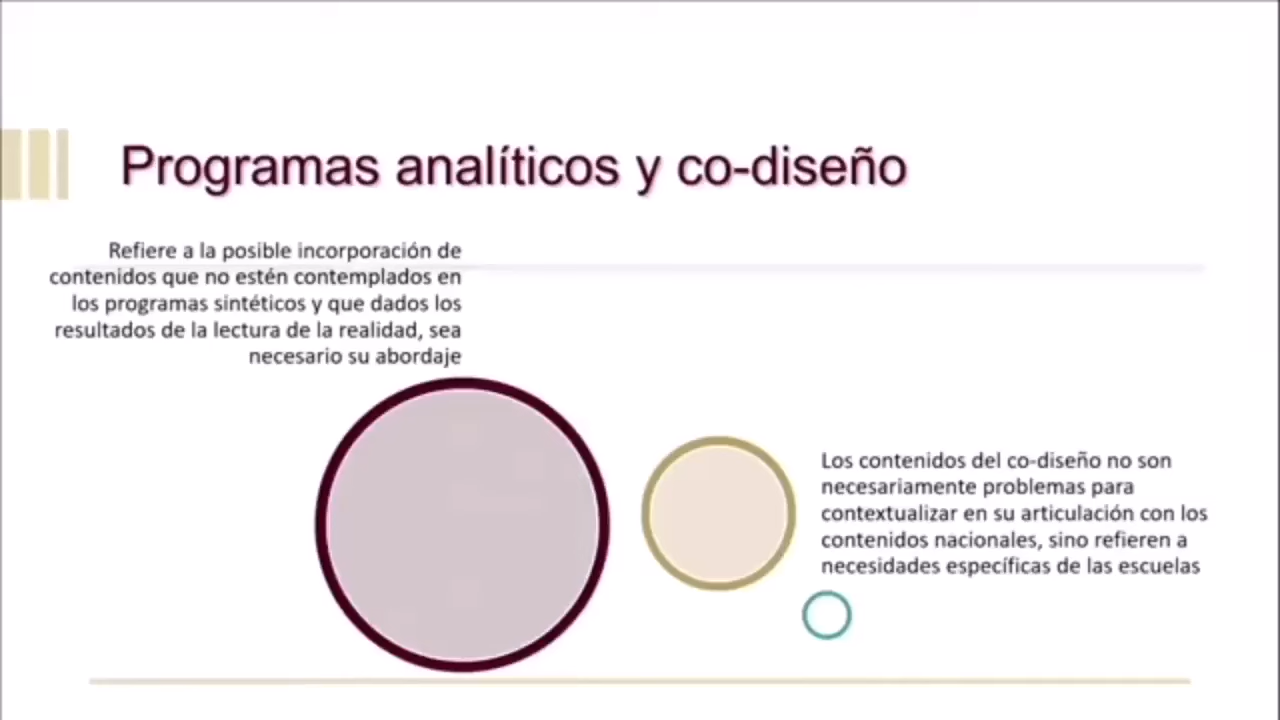 Programas analíticos y co-diseño
Refiere a la posible incorporación de
contenidos que no estén contemplados en
los programas sintéticos y que dados los
resultados de la lectura de la realidad, sea
necesario su abordaje
Los contenidos del co-diseño no son
necesariamente problemas para
contextualizar en su articulación con los
contenidos nacionales, sino refieren a
necesidades específicas de las escuelas